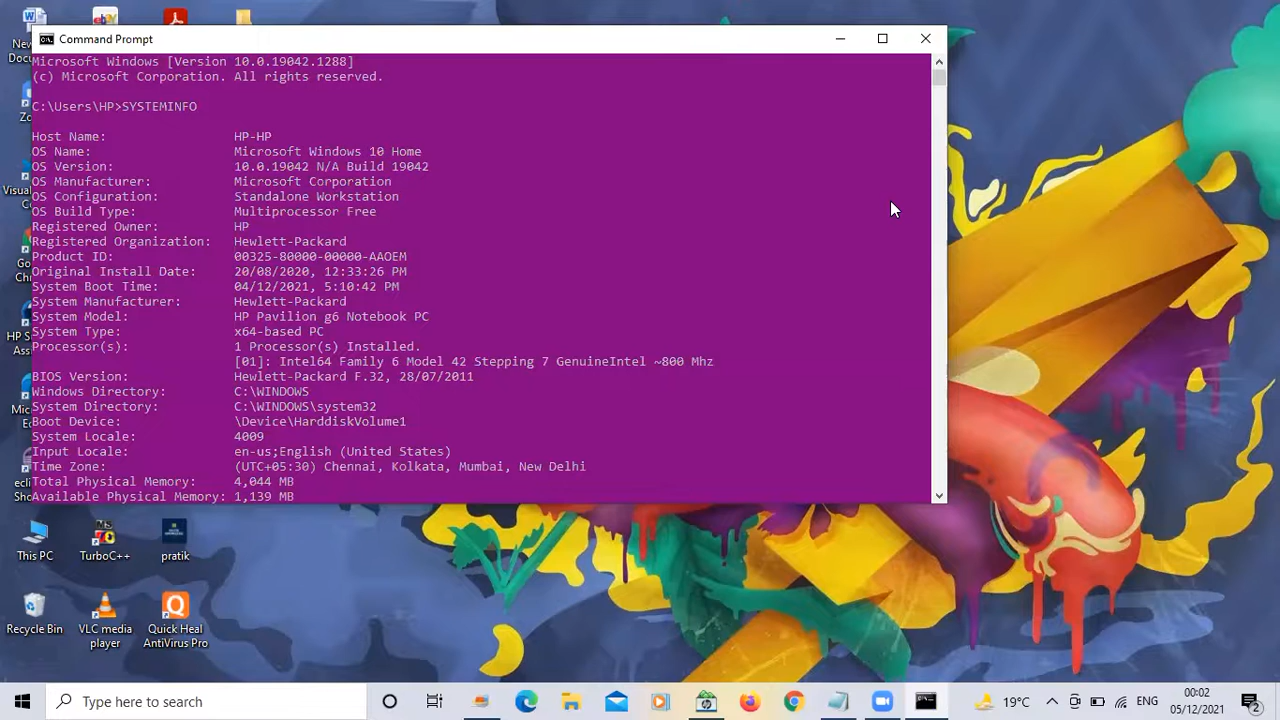 Command Prompt
Microsoft Windows [Version 10.0.19042.1288]
(c) Microsoft Corporation. All rights reserved.
C:\Users\HP>SYSTEMINFO
Host Name: HP-HP
OS Name: Microsoft Windows 10 Home
OS Version: 10.0.19042 N/A Build 19042
OS Manufacturer: Microsoft Corporation
OS Configuration: Standalone Workstation
OS Build Type: Multiprocessor Free
Registered Owner: HP
Registered Organization: Hewlett-Packard
Product ID: 00325-80000-00000-AAOEM
Original Install Date: 20/08/2020, 12:33:26 PM
System Boot Time: 04/12/2021, 5:10:42 PM
System Manufacturer: Hewlett-Packard
System Model: HP Pavilion g6 Notebook PC
System Type: x64-based PC
Processor(s): 1 Processor(s) Installed.
[01]: Intel64 Family 6 Model 42 Stepping 7 GenuineIntel ~800 Mhz
BIOS Version: Hewlett-Packard F.32, 28/07/2011
Windows Directory: C:\WINDOWS
System Directory: C:\WINDOWS\system32
Boot Device: \Device\HarddiskVolume1
System Locale: 4009
Input Locale: en-us;English (United States)
Time Zone: (UTC+05:30) Chennai, Kolkata, Mumbai, New Delhi
Total Physical Memory: 4,044 MB
Available Physical Memory: 1,139 MB
This PC
TurboC++
pratik
Recycle Bin
VLC media player
Quick Heal AntiVirus Pro
Type here to search
19°C
ENG
00:02
05/12/2021
2